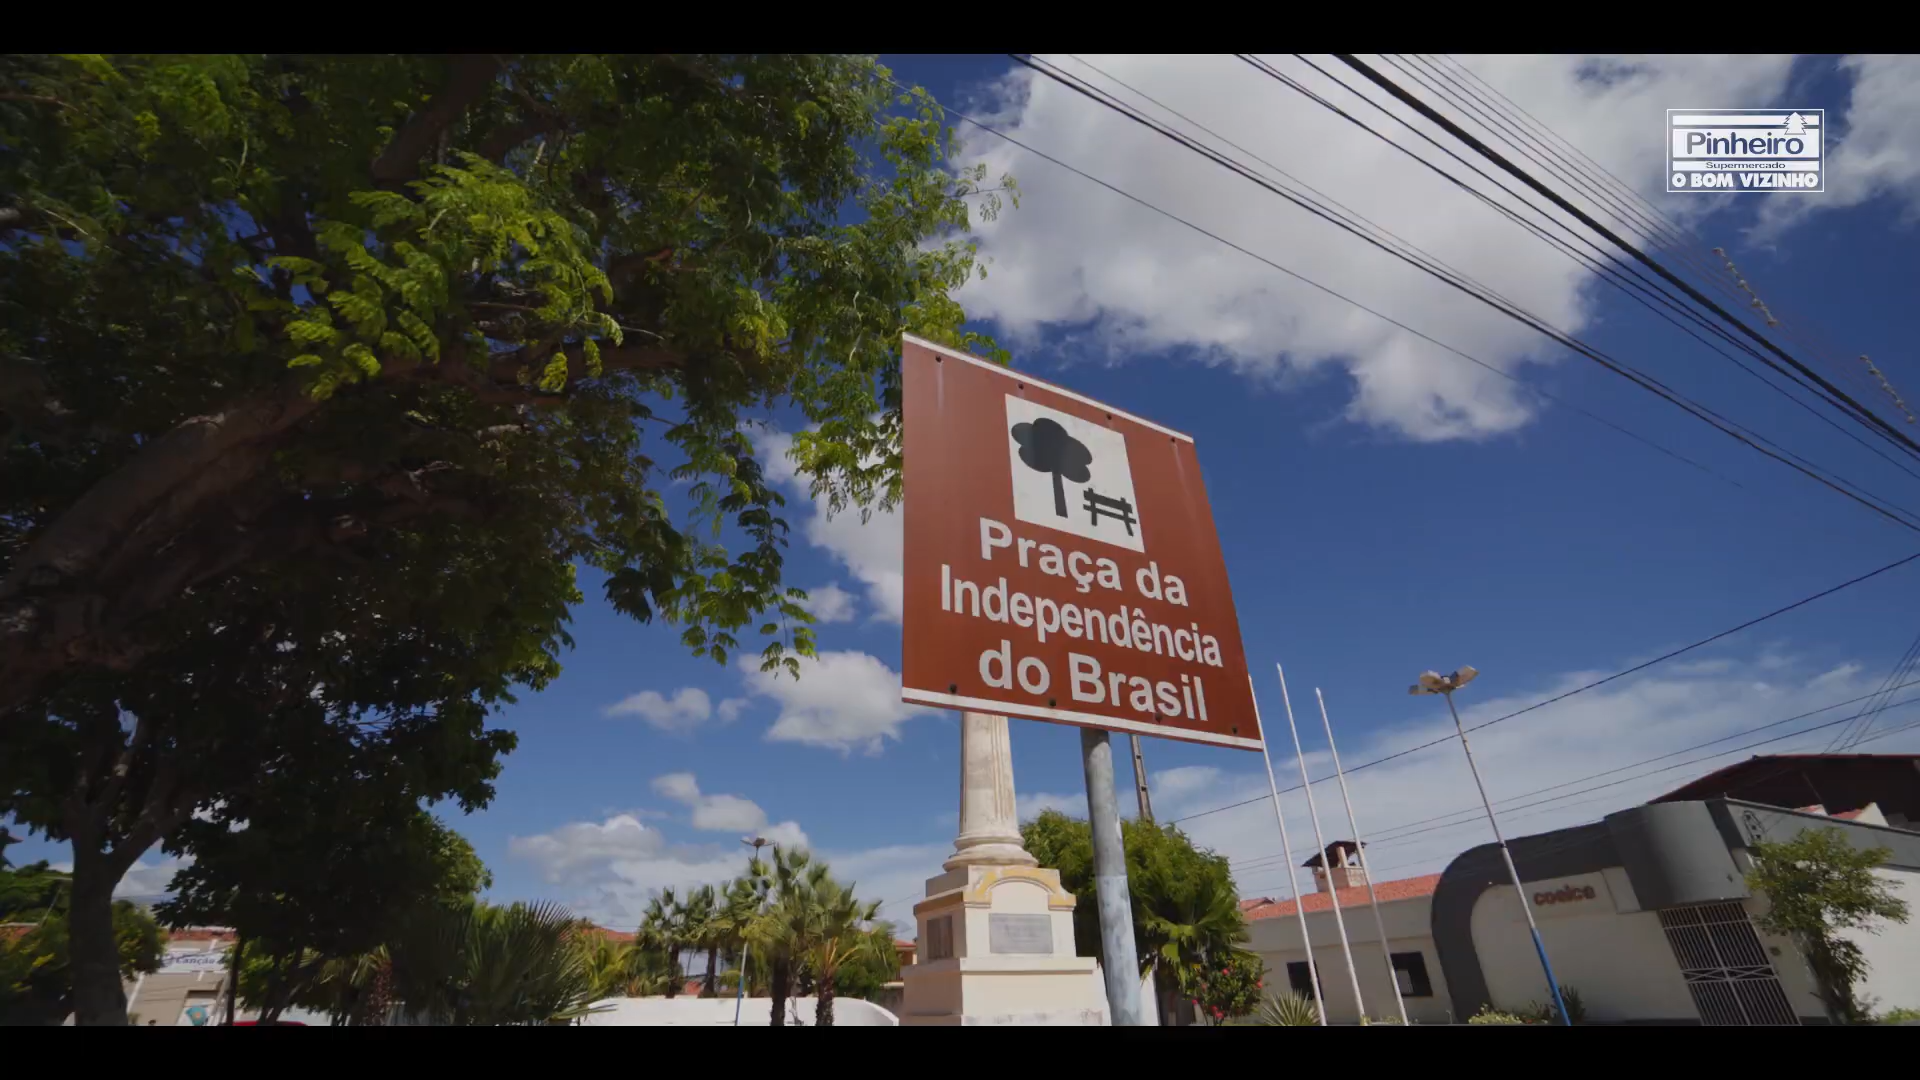 Pinheiro
Supermercado
O BOM VIZINHO
Praça da
Independência
do Brasil
coelce